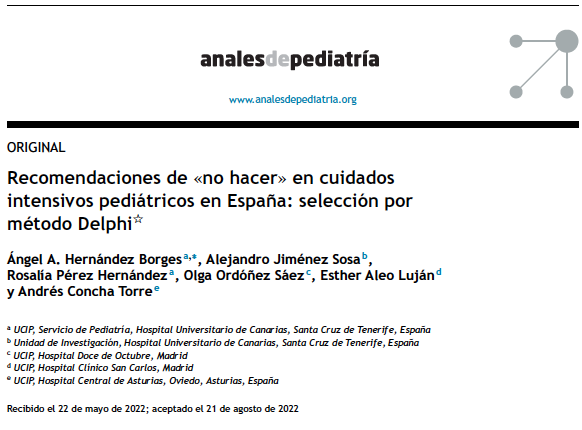 analesdepediatría
www.analesdepediatria.org
ORIGINAL
Recomendaciones de «no hacer» en cuidados
intensivos pediátricos en España: selección por
método Delphi☆
Ángel A. Hernández Borges a,*, Alejandro Jiménez Sosa b,
Rosalía Pérez Hernández a, Olga Ordóñez Sáez c, Esther Aleo Luján d
y Andrés Concha Torre e
a UCIP, Servicio de Pediatría, Hospital Universitario de Canarias, Santa Cruz de Tenerife, España
b Unidad de Investigación, Hospital Universitario de Canarias, Santa Cruz de Tenerife, España
c UCIP, Hospital Doce de Octubre, Madrid
d UCIP, Hospital Clínico San Carlos, Madrid
e UCIP, Hospital Central de Asturias, Oviedo, Asturias, España
Recibido el 22 de mayo de 2022; aceptado el 21 de agosto de 2022